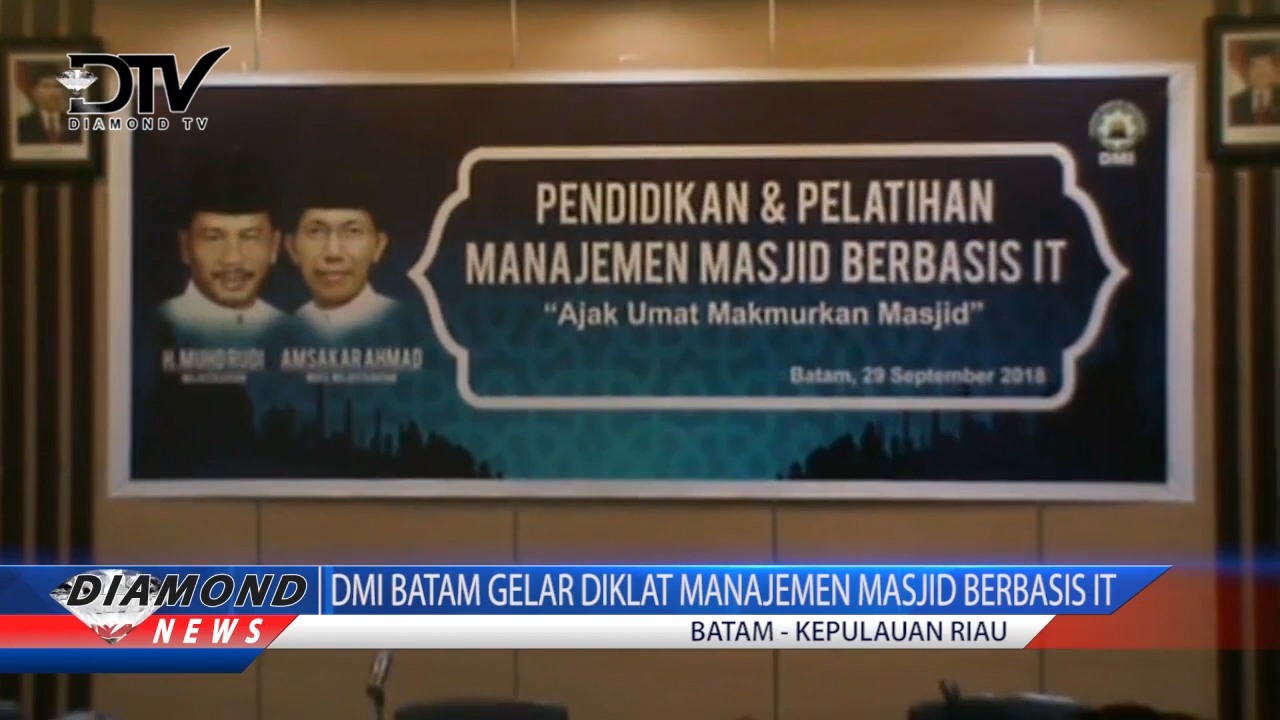 DTV
DIAMOND TV
DMI
PENDIDIKAN & PELATIHAN
MANAJEMEN MASJID BERBASIS IT
"Ajak Umat Makmurkan Masjid"
H. MUHD RUDI
AMSAKAR AHMAD
Batam, 29 September 2018
DIAMOND
NEWS
DMI BATAM GELAR DIKLAT MANAJEMEN MASJID BERBASIS IT
BATAM - KEPULAUAN RIAU